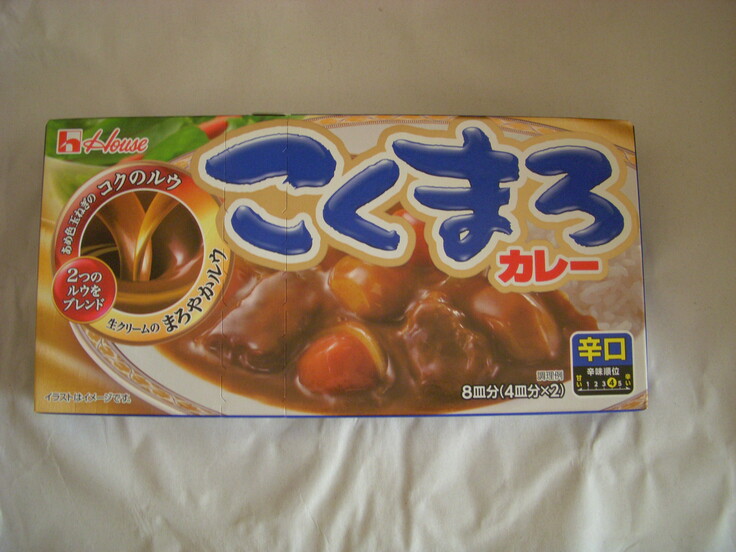 House
こくまろ
カレー
あめ色玉ねぎの コクのルウ
2つの
ルウを
ブレンド
生クリームの まろやかルウ
調理例
8皿分(4皿分×2)
辛口
辛味順位
甘い 1 2 3 4 5 辛い
イラストはイメージです。